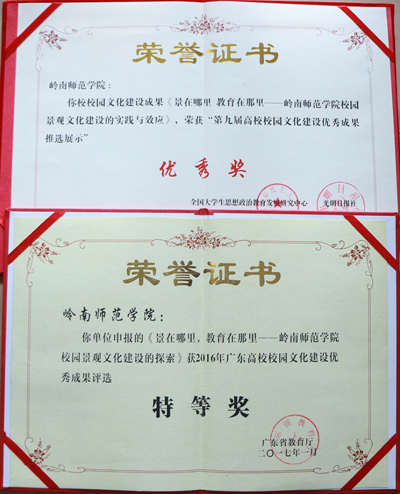 荣誉证书
岭南师范学院：
你校校园文化建设成果《景在哪里 教育在那里——岭南师范学院校园
景观文化建设的实践与效应》，荣获“第九届高校校园文化建设优秀成果
推选展示”
优秀奖
全国大学生思想政治教育发展研究中心 光明日报社
荣誉证书
岭南师范学院：
你单位申报的《景在哪里，教育在那里——岭南师范学院
校园景观文化建设的探索》获2016年广东高校校园文化建设优
秀成果评选
特等奖
广东省教育厅
二〇一七年一月